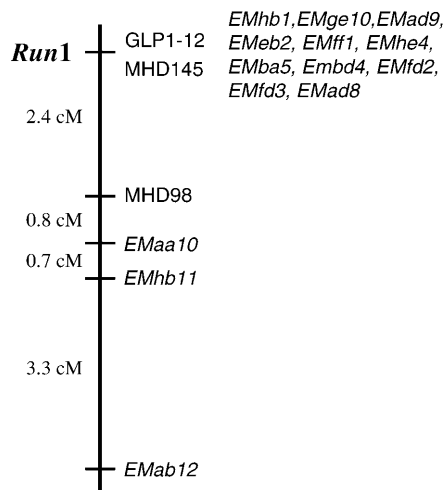 EMhb1,EMge10,EMad9,
Run1 GLP1-12 EMeb2, EMff1, EMhe4,
MHD145 EMba5, Embd4, EMfd2,
EMfd3, EMad8
2.4 cM
MHD98
0.8 cM
EMaa10
0.7 cM
EMhb11
3.3 cM
EMab12